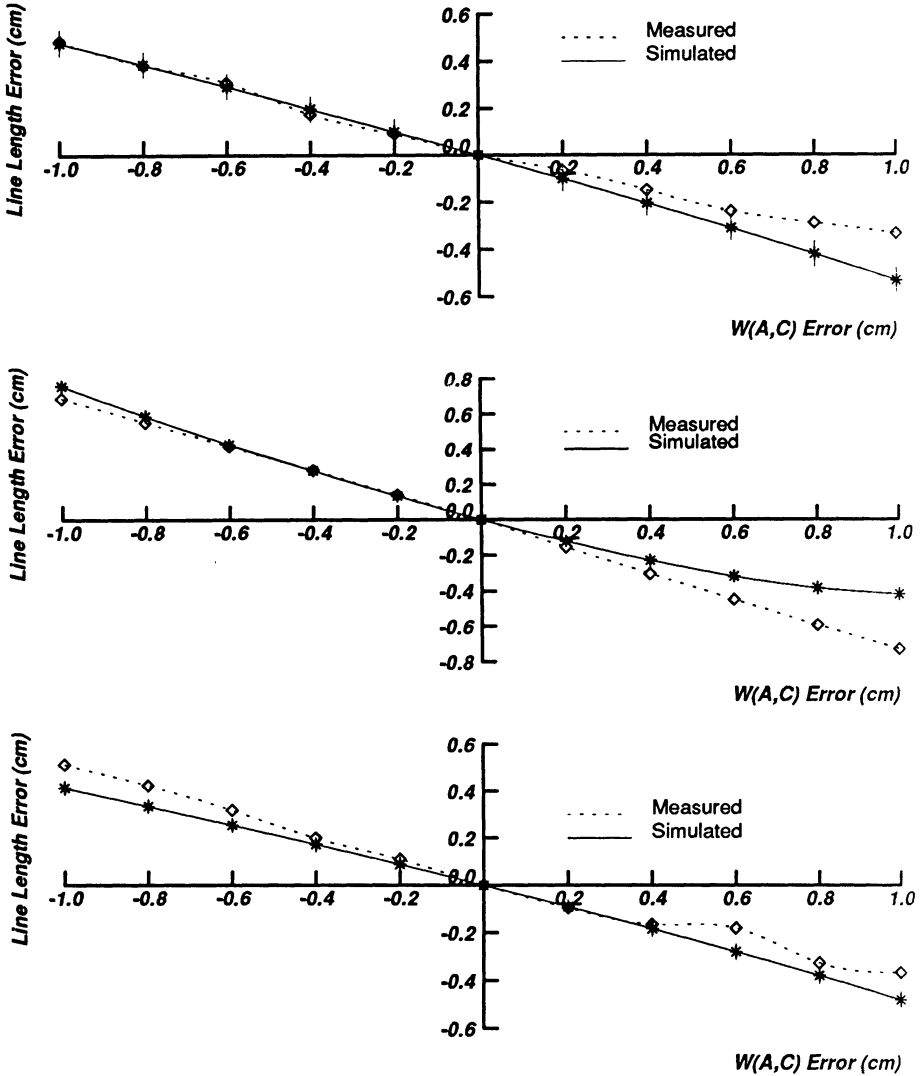 Line Length Error (cm)
0.6
0.4
0.2
0.0
-0.2
-0.4
-0.6
-1.0 -0.8 -0.6 -0.4 -0.2 0.2 0.4 0.6 0.8 1.0
Measured
Simulated
W(A,C) Error (cm)
Line Length Error (cm)
0.8
0.6
0.4
0.2
0.0
-0.2
-0.4
-0.6
-0.8
-1.0 -0.8 -0.6 -0.4 -0.2 0.2 0.4 0.6 0.8 1.0
Measured
Simulated
W(A,C) Error (cm)
Line Length Error (cm)
0.6
0.4
0.2
0.0
-0.2
-0.4
-0.6
-1.0 -0.8 -0.6 -0.4 -0.2 0.2 0.4 0.6 0.8 1.0
Measured
Simulated
W(A,C) Error (cm)